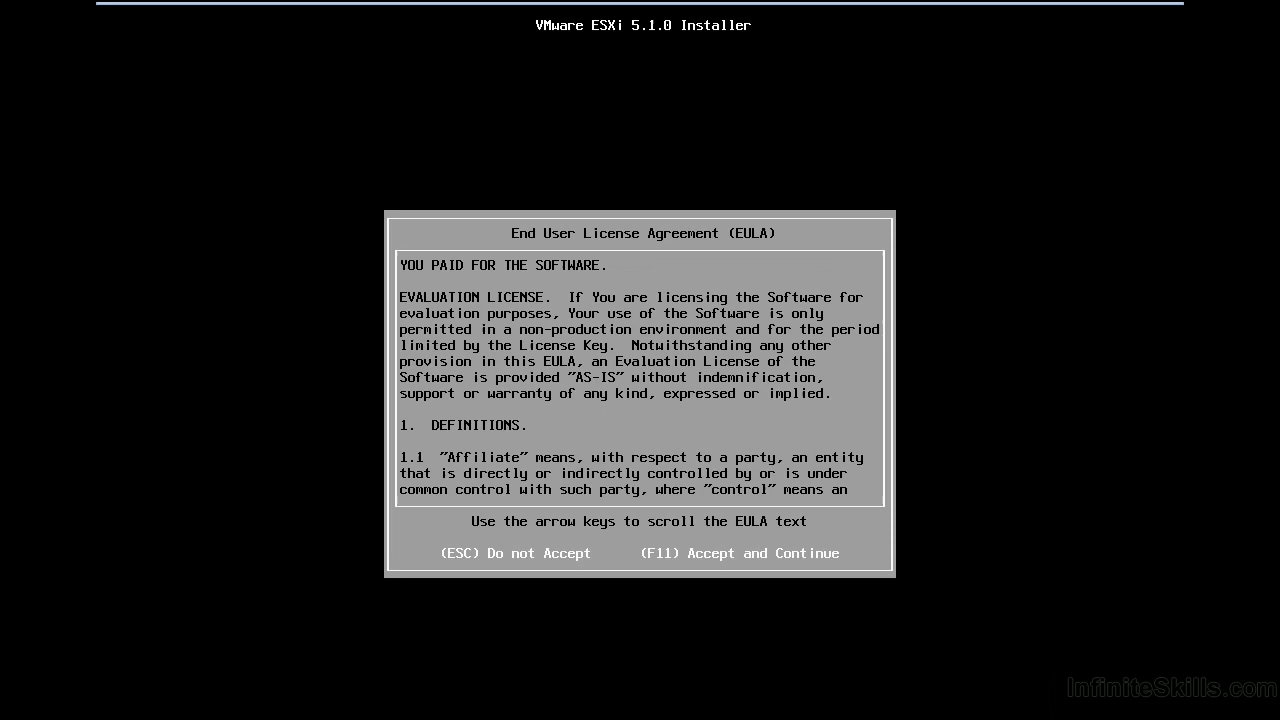 VMware ESXi 5.1.0 Installer
End User License Agreement (EULA)
YOU PAID FOR THE SOFTWARE.
EVALUATION LICENSE.  If You are licensing the Software for
evaluation purposes, Your use of the Software is only
permitted in a non-production environment and for the period
limited by the License Key.  Notwithstanding any other
provision in this EULA, an Evaluation License of the
Software is provided "AS-IS" without indemnification,
support or warranty of any kind, expressed or implied.
1.  DEFINITIONS.
1.1  "Affiliate" means, with respect to a party, an entity
that is directly or indirectly controlled by or is under
common control with such party, where "control" means an
Use the arrow keys to scroll the EULA text
(ESC) Do not Accept      (F11) Accept and Continue
InfiniteSkills.com